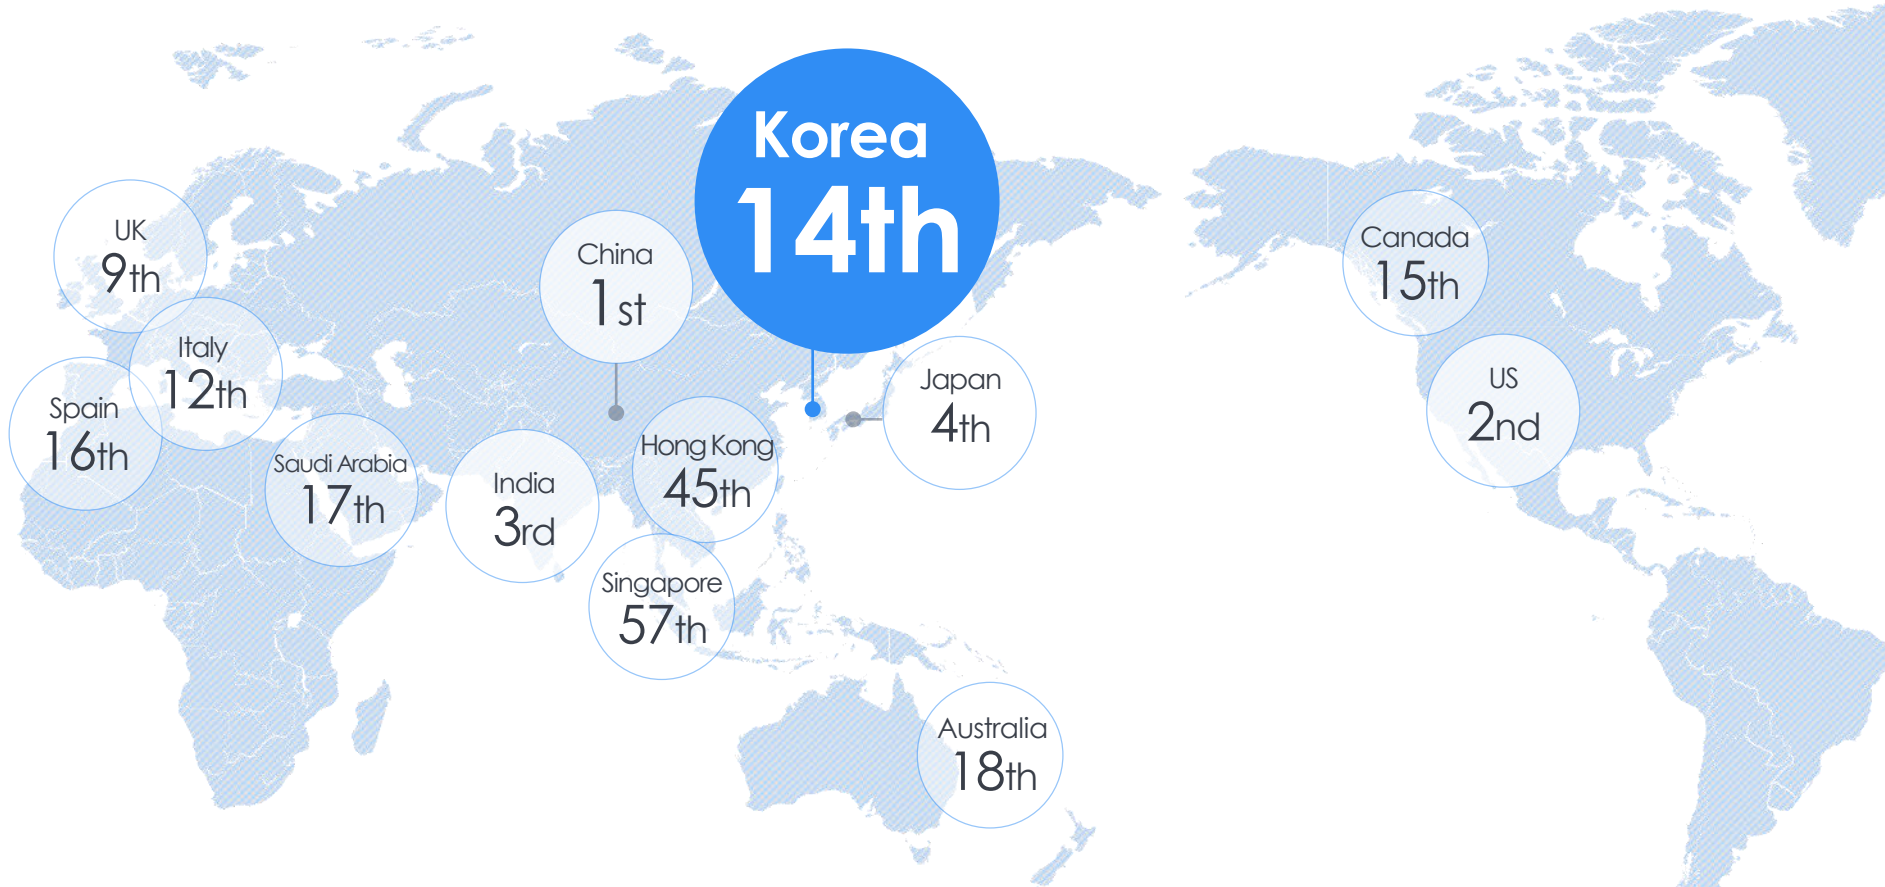 Korea
14th
UK
9th
China
1st
Canada
15th
Italy
12th
Japan
4th
US
2nd
Spain
16th
Hong Kong
45th
Saudi Arabia
17th
India
3rd
Singapore
57th
Australia
18th